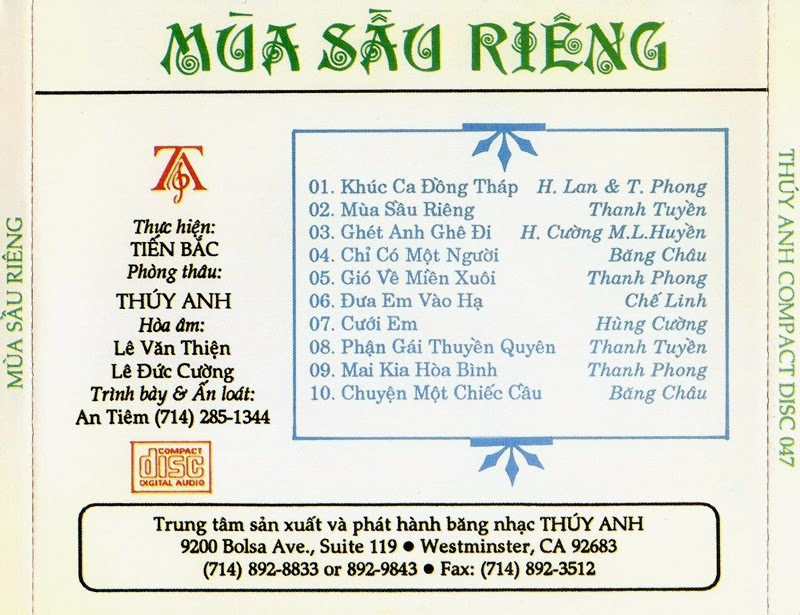 MÙA SẦU RIÊNG
MÙA SẦU RIÊNG
TA
Thực hiện:
TIẾN BẮC
Phòng thâu:
THÚY ANH
Hòa âm:
Lê Văn Thiện
Lê Đức Cường
Trình bày & Ấn loát:
An Tiêm (714) 285-1344
COMPACT
disc
DIGITAL AUDIO
01. Khúc Ca Đồng Tháp H. Lan & T. Phong
02. Mùa Sầu Riêng Thanh Tuyền
03. Ghét Anh Ghê Đi H. Cường M.L.Huyền
04. Chỉ Có Một Người Băng Châu
05. Gió Về Miền Xuôi Thanh Phong
06. Đưa Em Vào Hạ Chế Linh
07. Cưới Em Hùng Cường
08. Phận Gái Thuyền Quyên Thanh Tuyền
09. Mai Kia Hòa Bình Thanh Phong
10. Chuyện Một Chiếc Cầu Băng Châu
Trung tâm sản xuất và phát hành băng nhạc THÚY ANH
9200 Bolsa Ave., Suite 119 ● Westminster, CA 92683
(714) 892-8833 or 892-9843 ● Fax: (714) 892-3512
THÚY ANH COMPACT DISC 047